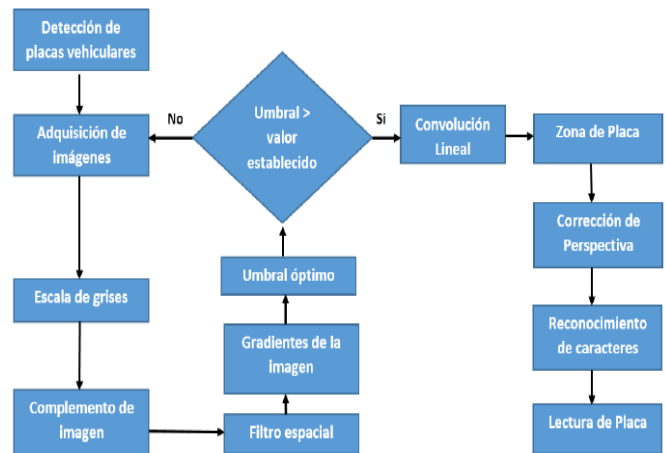 Detección de
placas vehiculares
Adquisición de
imágenes
Escala de grises
Complemento de
imagen
Filtro espacial
Gradientes de la
imagen
Umbral óptimo
Umbral >
valor
establecido
No
Si
Convolución
Lineal
Zona de Placa
Corrección de
Perspectiva
Reconocimiento
de caracteres
Lectura de Placa